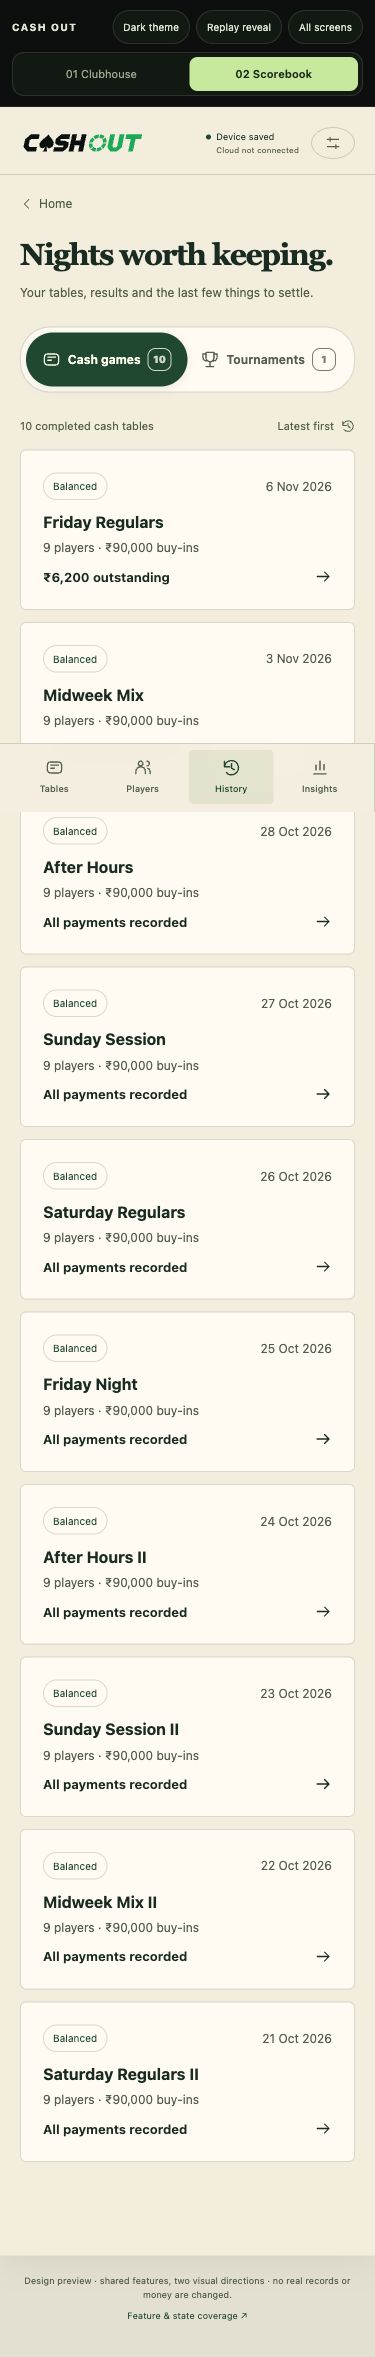 CASH OUT
Dark theme
Replay reveal
All screens
01 Clubhouse
02 Scorebook
CASHOUT
Device saved
Cloud not connected
Home
Nights worth keeping.
Your tables, results and the last few things to settle.
Cash games 10
Tournaments 1
10 completed cash tables
Latest first
Balanced
6 Nov 2026
Friday Regulars
9 players · ₹90,000 buy-ins
₹6,200 outstanding →
Balanced
3 Nov 2026
Midweek Mix
9 players · ₹90,000 buy-ins
Tables
Players
History
Insights
Balanced
28 Oct 2026
After Hours
9 players · ₹90,000 buy-ins
All payments recorded →
Balanced
27 Oct 2026
Sunday Session
9 players · ₹90,000 buy-ins
All payments recorded →
Balanced
26 Oct 2026
Saturday Regulars
9 players · ₹90,000 buy-ins
All payments recorded →
Balanced
25 Oct 2026
Friday Night
9 players · ₹90,000 buy-ins
All payments recorded →
Balanced
24 Oct 2026
After Hours II
9 players · ₹90,000 buy-ins
All payments recorded →
Balanced
23 Oct 2026
Sunday Session II
9 players · ₹90,000 buy-ins
All payments recorded →
Balanced
22 Oct 2026
Midweek Mix II
9 players · ₹90,000 buy-ins
All payments recorded →
Balanced
21 Oct 2026
Saturday Regulars II
9 players · ₹90,000 buy-ins
All payments recorded →
Design preview · shared features, two visual directions · no real records or
money are changed.
Feature & state coverage ↗